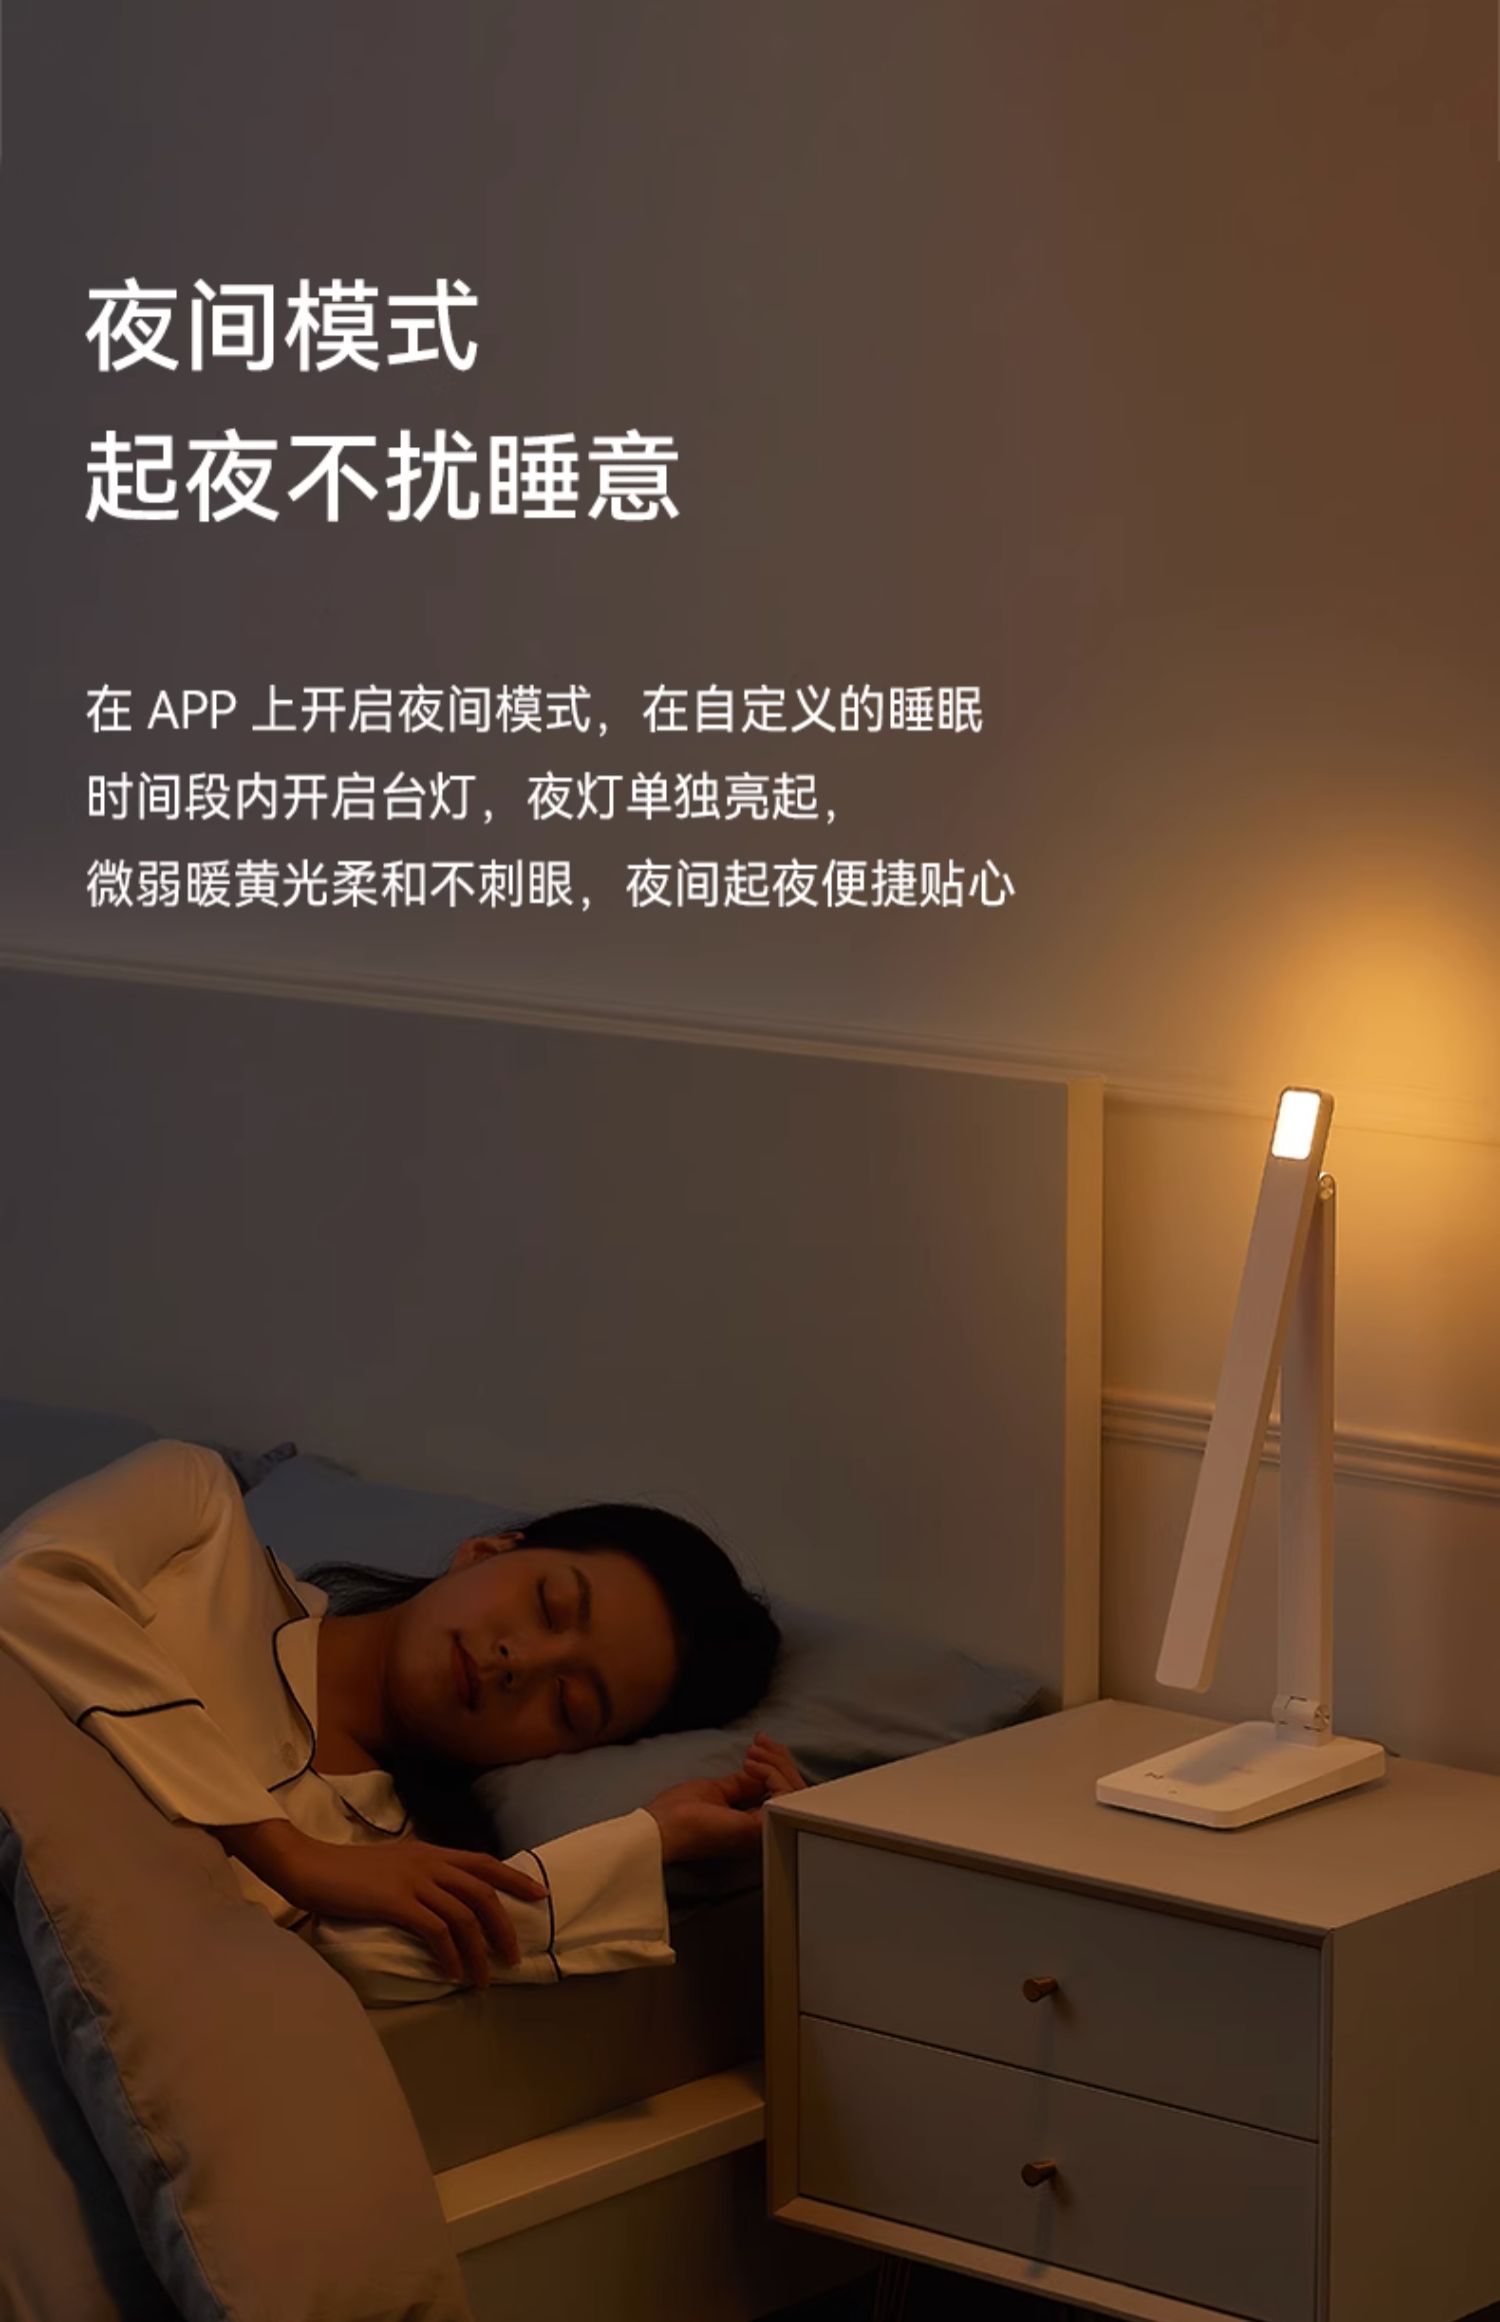 夜间模式
起夜不扰睡意
在 APP 上开启夜间模式，在自定义的睡眠
时间段内开启台灯，夜灯单独亮起，
微弱暖黄光柔和不刺眼，夜间起夜便捷贴心